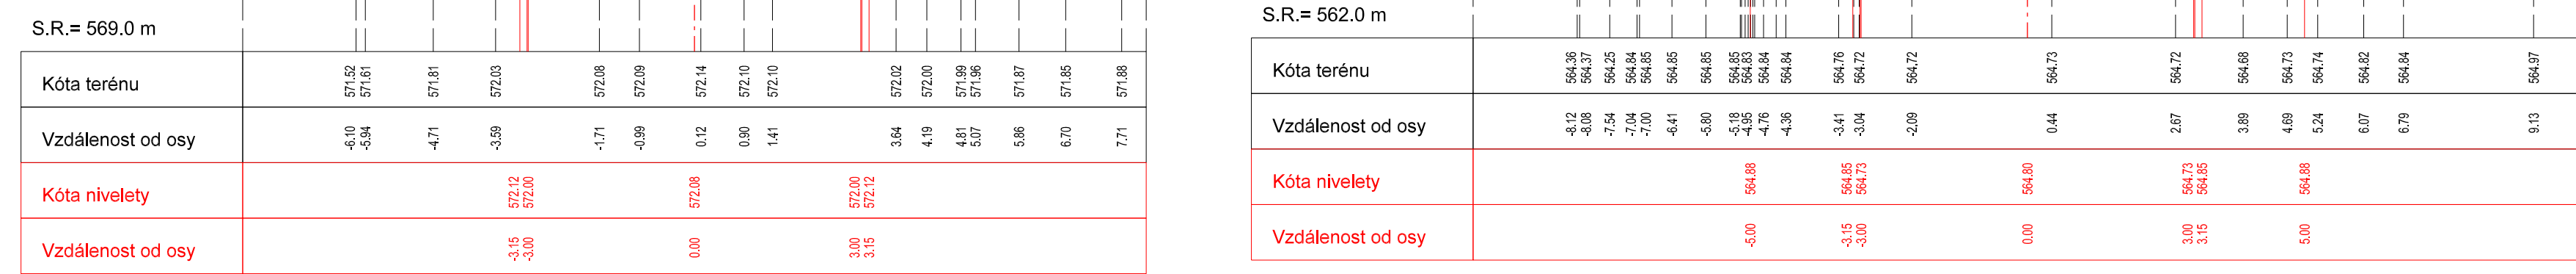 S.R.= 569.0 m
Kóta terénu 571.52 571.61 571.81 572.03 572.08 572.09 572.14 572.10 572.10 572.02 572.00 571.99 571.96 571.87 571.85 571.88
Vzdálenost od osy -6.10 -5.94 -4.71 -3.59 -1.71 -0.99 0.12 0.90 1.41 3.64 4.19 4.81 5.07 5.86 6.70 7.71
Kóta nivelety 572.12 572.00 572.08 572.00 572.12
Vzdálenost od osy -3.15 -3.00 0.00 3.00 3.15
S.R.= 562.0 m
Kóta terénu 564.36 564.37 564.25 564.84 564.85 564.85 564.85 564.85 564.83 564.84 564.84 564.76 564.72 564.72 564.73 564.72 564.68 564.73 564.74 564.82 564.84 564.97
Vzdálenost od osy -8.12 -8.08 -7.54 -7.04 -7.00 -6.41 -5.80 -5.18 -4.95 -4.76 -4.36 -3.41 -3.04 -2.09 0.44 2.67 3.89 4.69 5.24 6.07 6.79 9.13
Kóta nivelety 564.88 564.85 564.73 564.80 564.73 564.85 564.88
Vzdálenost od osy -5.00 -3.15 -3.00 0.00 3.00 3.15 5.00